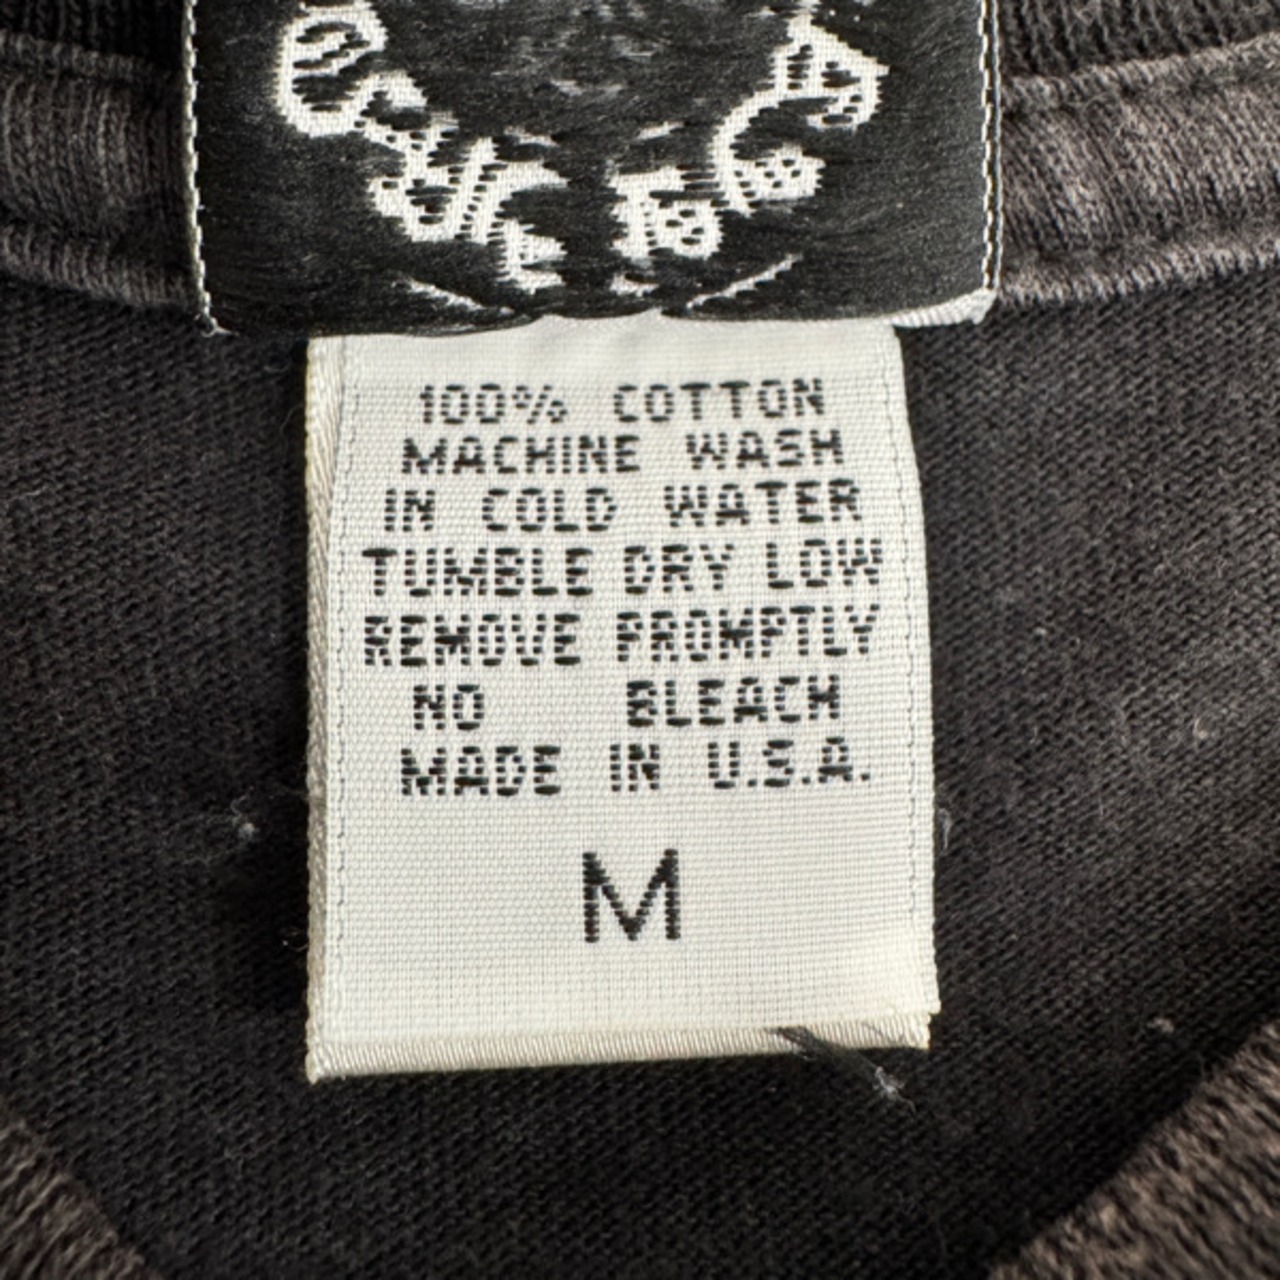 100% COTTON
MACHINE WASH
IN COLD WATER
TUMBLE DRY LOW
REMOVE PROMPTLY
NO BLEACH
MADE IN U.S.A.
M